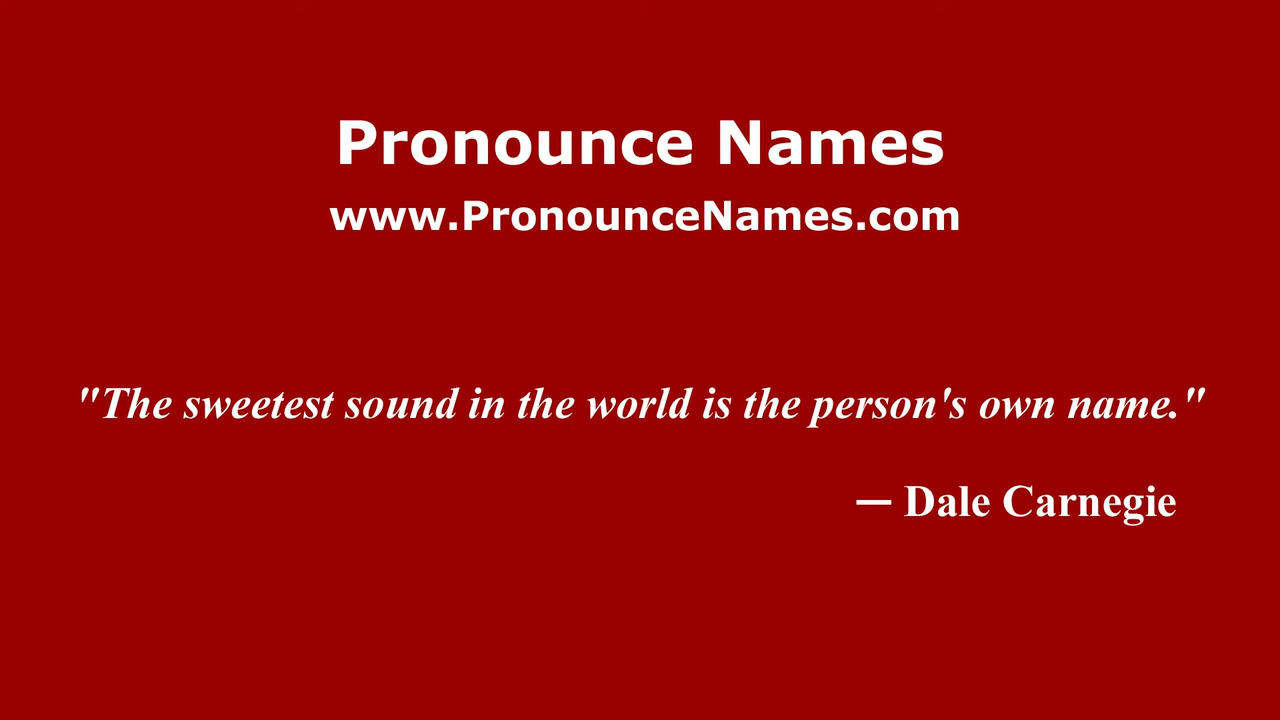 Pronounce Names
www.PronounceNames.com
"The sweetest sound in the world is the person's own name."
— Dale Carnegie